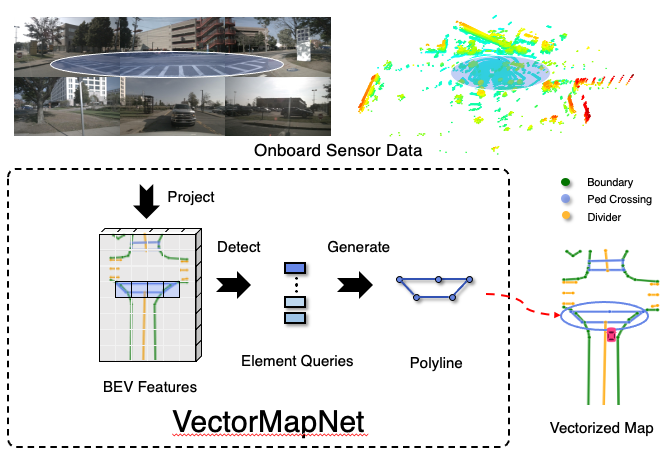 Onboard Sensor Data
Project
Boundary
Ped Crossing
Divider
Detect
Generate
BEV Features
Element Queries
Polyline
VectorMapNet
Vectorized Map